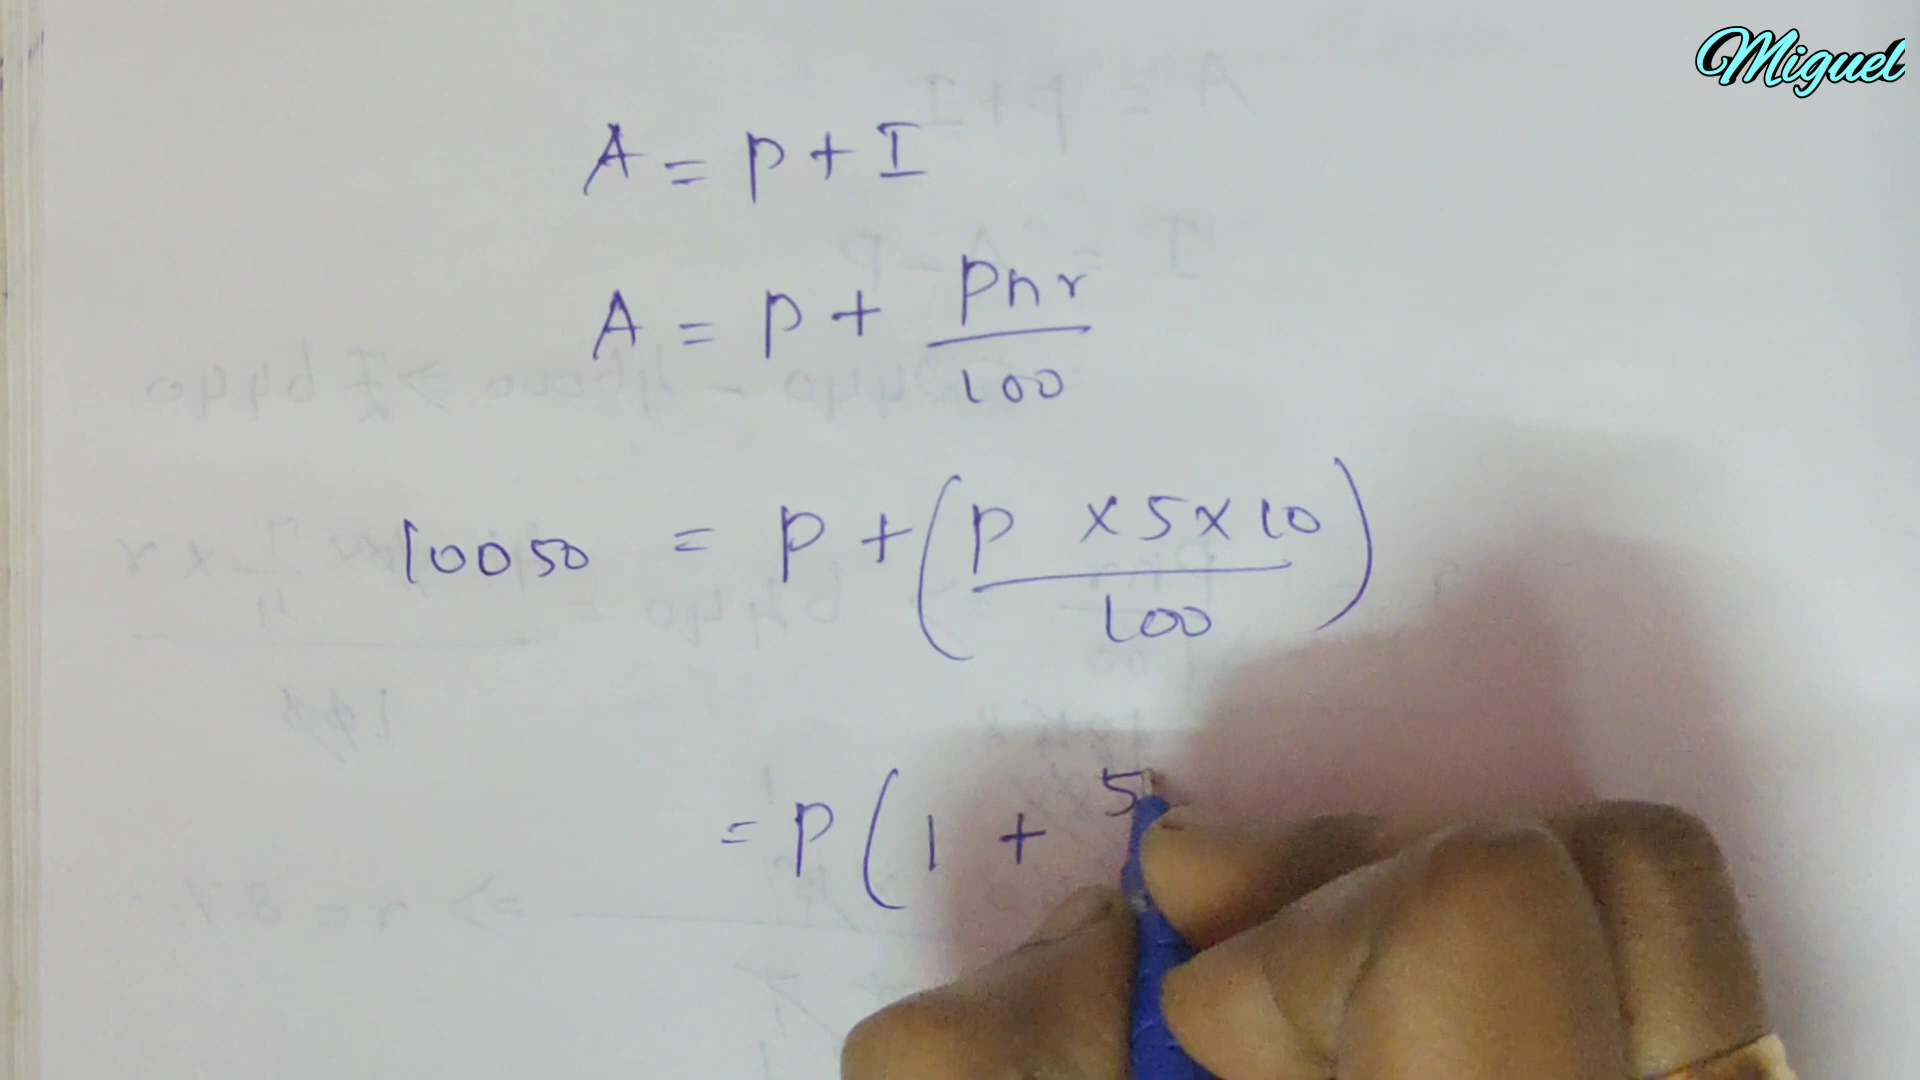 Miguel
A = P + I
A = P + Pnr
100
10050 = P + (P × 5 × 10)
100
= P ( 1 + 5